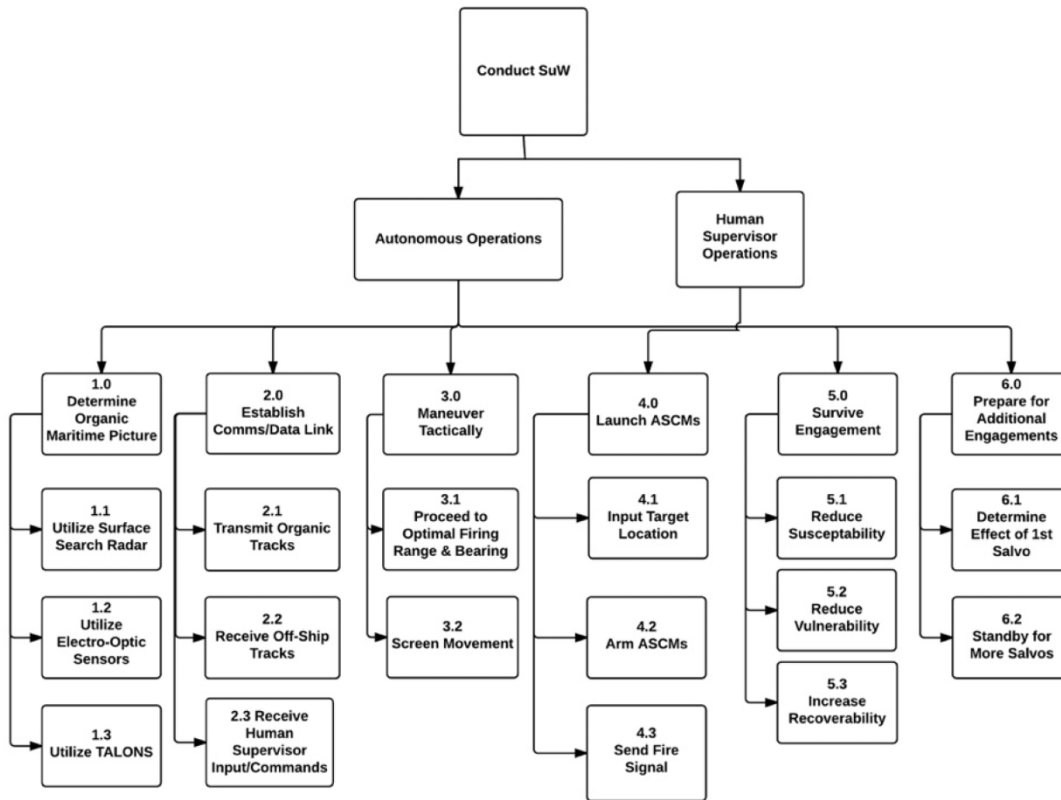 Conduct SuW
Autonomous Operations
Human
Supervisor
Operations
1.0
Determine
Organic
Maritime Picture
2.0
Establish
Comms/Data Link
3.0
Maneuver
Tactically
4.0
Launch ASCMs
5.0
Survive
Engagement
6.0
Prepare for
Additional
Engagements
1.1
Utilize Surface
Search Radar
2.1
Transmit Organic
Tracks
3.1
Proceed to
Optimal Firing
Range & Bearing
4.1
Input Target
Location
5.1
Reduce
Susceptability
6.1
Determine
Effect of 1st
Salvo
1.2
Utilize
Electro-Optic
Sensors
2.2
Receive Off-Ship
Tracks
3.2
Screen Movement
4.2
Arm ASCMs
5.2
Reduce
Vulnerability
6.2
Standby for
More Salvos
1.3
Utilize TALONS
2.3 Receive
Human
Supervisor
Input/Commands
4.3
Send Fire
Signal
5.3
Increase
Recoverability